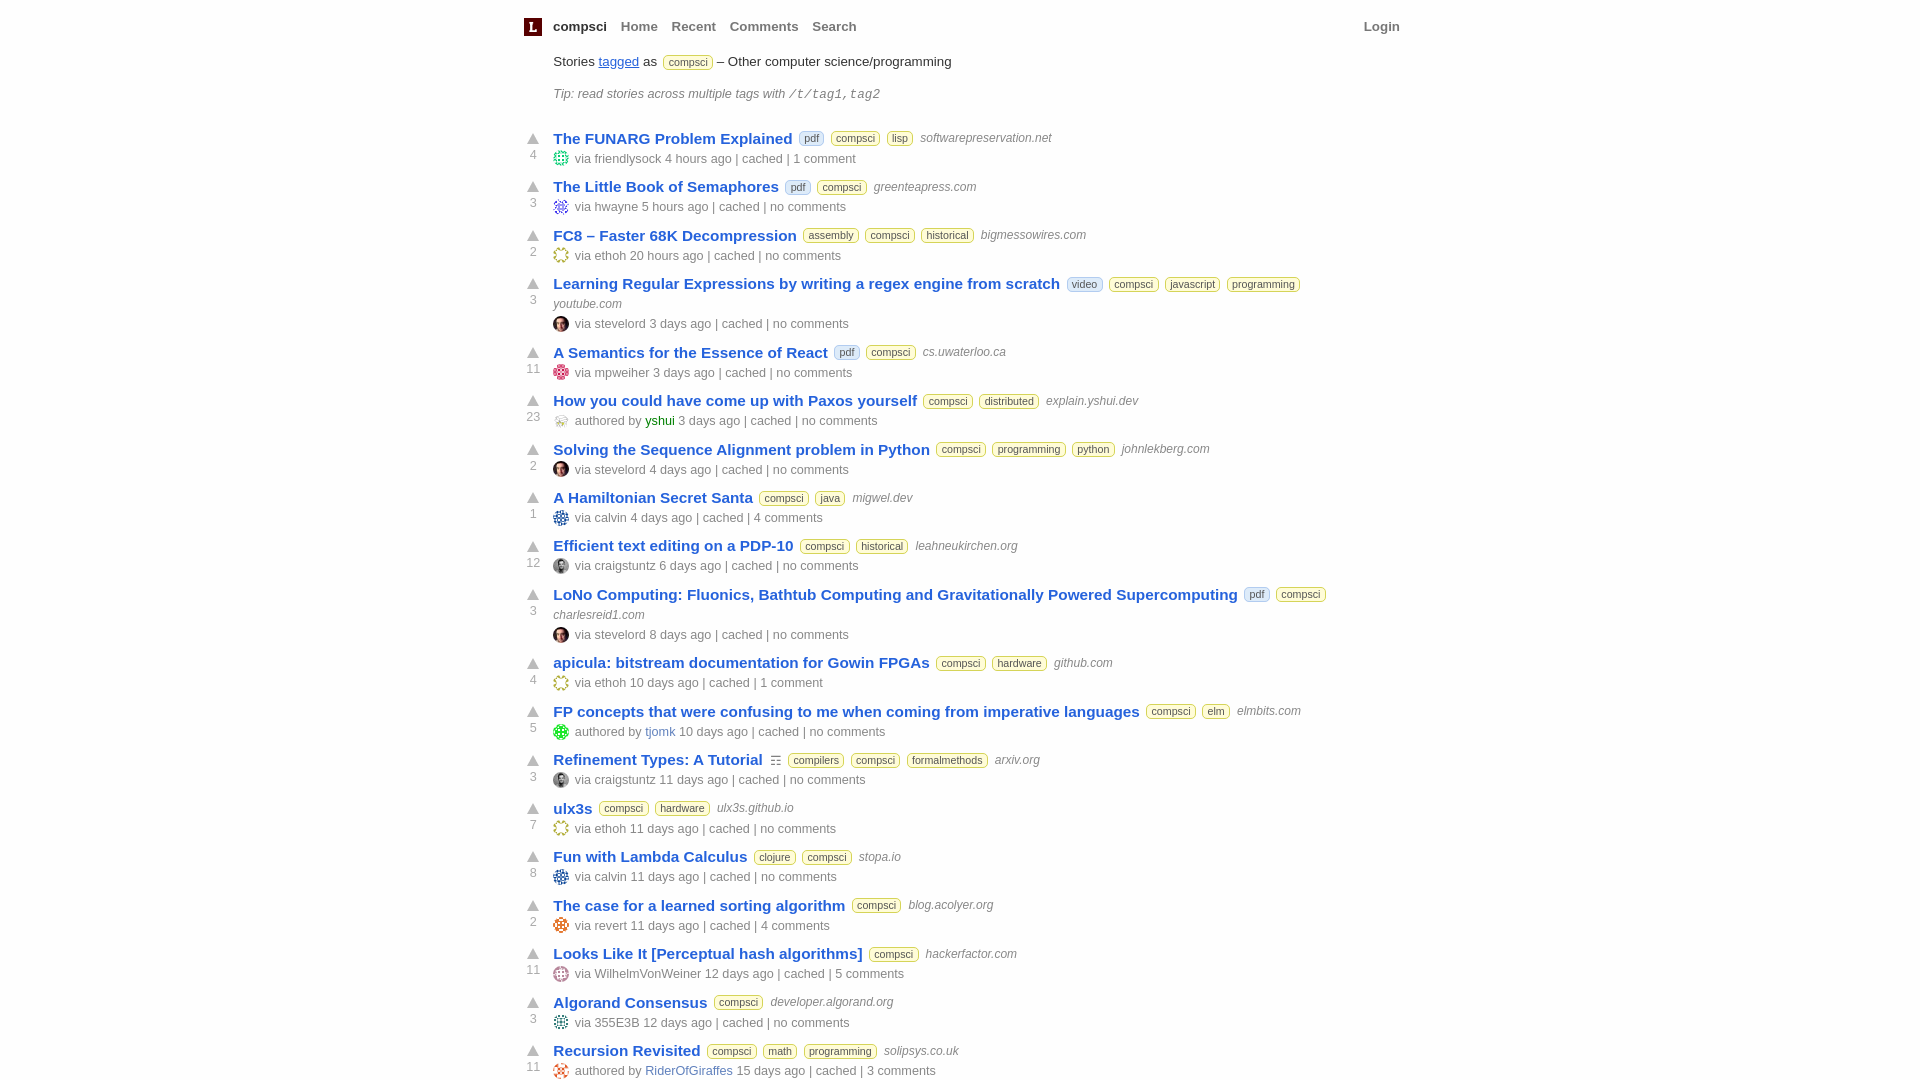 L compsci Home Recent Comments Search Login
Stories tagged as compsci – Other computer science/programming
Tip: read stories across multiple tags with /t/tag1,tag2
The FUNARG Problem Explained pdf compsci lisp softwarepreservation.net
4 via friendlysock 4 hours ago | cached | 1 comment
The Little Book of Semaphores pdf compsci greenteapress.com
3 via hwayne 5 hours ago | cached | no comments
FC8 – Faster 68K Decompression assembly compsci historical bigmessowires.com
2 via ethoh 20 hours ago | cached | no comments
Learning Regular Expressions by writing a regex engine from scratch video compsci javascript programming
3 youtube.com
via stevelord 3 days ago | cached | no comments
A Semantics for the Essence of React pdf compsci cs.uwaterloo.ca
11 via mpweiher 3 days ago | cached | no comments
How you could have come up with Paxos yourself compsci distributed explain.yshui.dev
23 authored by yshui 3 days ago | cached | no comments
Solving the Sequence Alignment problem in Python compsci programming python johnlekberg.com
2 via stevelord 4 days ago | cached | no comments
A Hamiltonian Secret Santa compsci java migwel.dev
1 via calvin 4 days ago | cached | 4 comments
Efficient text editing on a PDP-10 compsci historical leahneukirchen.org
12 via craigstuntz 6 days ago | cached | no comments
LoNo Computing: Fluonics, Bathtub Computing and Gravitationally Powered Supercomputing pdf compsci
3 charlesreid1.com
via stevelord 8 days ago | cached | no comments
apicula: bitstream documentation for Gowin FPGAs compsci hardware github.com
4 via ethoh 10 days ago | cached | 1 comment
FP concepts that were confusing to me when coming from imperative languages compsci elm elmbits.com
5 authored by tjomk 10 days ago | cached | no comments
Refinement Types: A Tutorial ☶ compilers compsci formalmethods arxiv.org
3 via craigstuntz 11 days ago | cached | no comments
ulx3s compsci hardware ulx3s.github.io
7 via ethoh 11 days ago | cached | no comments
Fun with Lambda Calculus clojure compsci stopa.io
8 via calvin 11 days ago | cached | no comments
The case for a learned sorting algorithm compsci blog.acolyer.org
2 via revert 11 days ago | cached | 4 comments
Looks Like It [Perceptual hash algorithms] compsci hackerfactor.com
11 via WilhelmVonWeiner 12 days ago | cached | 5 comments
Algorand Consensus compsci developer.algorand.org
3 via 355E3B 12 days ago | cached | no comments
Recursion Revisited compsci math programming solipsys.co.uk
11 authored by RiderOfGiraffes 15 days ago | cached | 3 comments